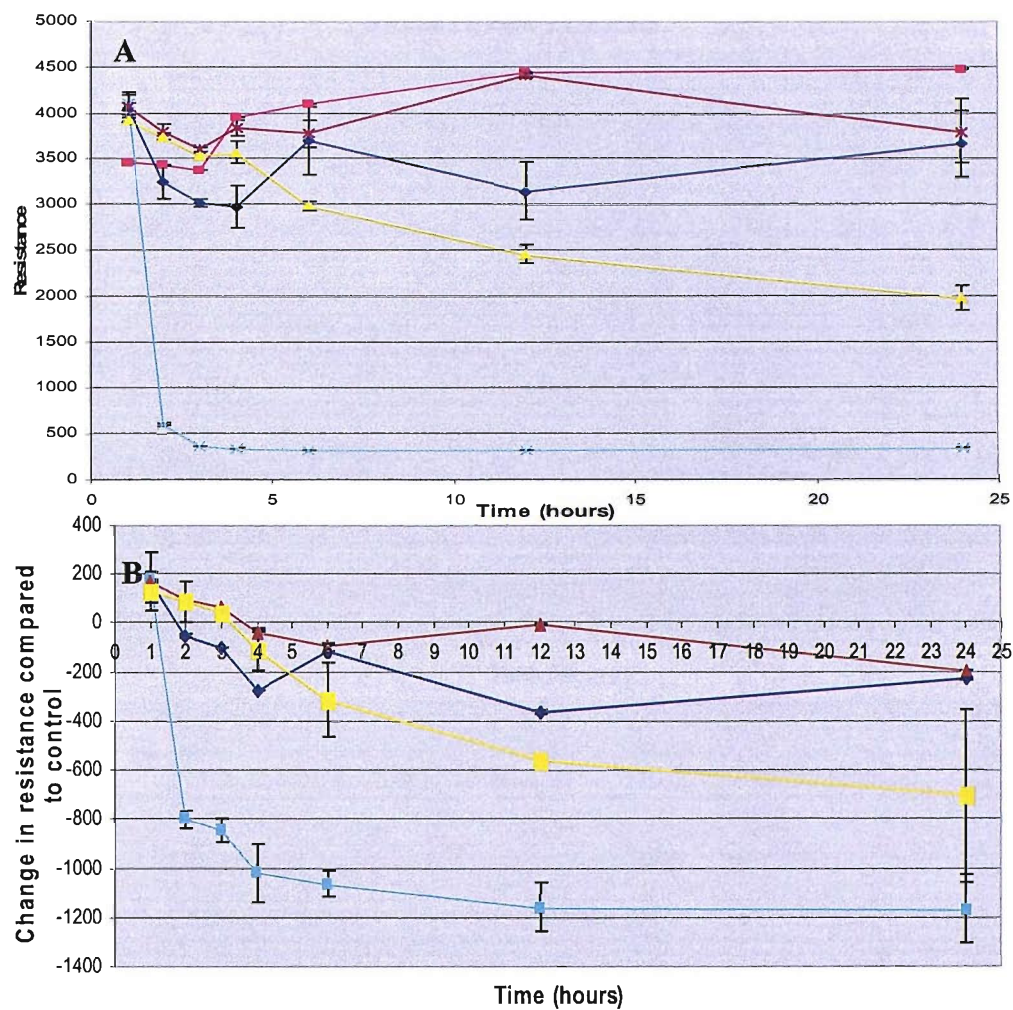 A
5000
4500
4000
3500
3000
2500
2000
1500
1000
500
0
Resistance
0 5 10 15 20 25
Time (hours)
B
400
200
0
-200
-400
-600
-800
-1000
-1200
-1400
Change in resistance compared
to control
0 1 2 3 4 5 6 7 8 9 10 11 12 13 14 15 16 17 18 19 20 21 22 23 24 25
Time (hours)